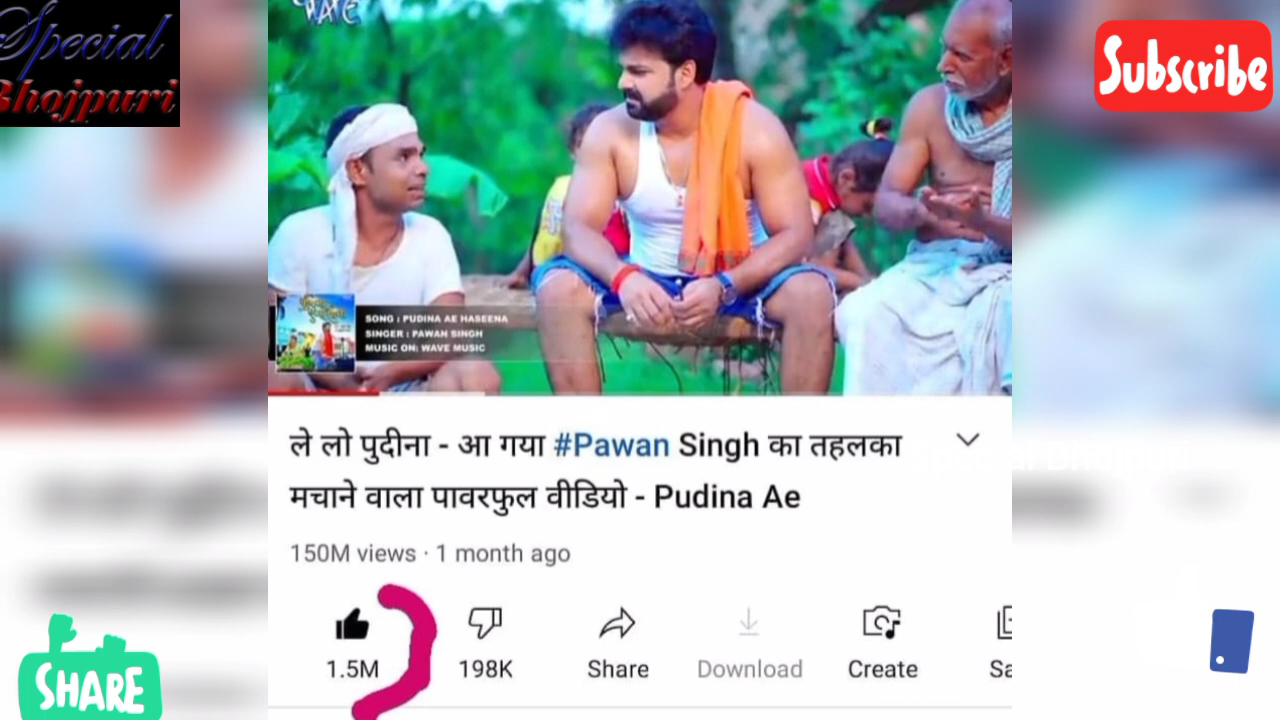 Special
Bhojpuri
Subscribe
SONG : PUDINA AE HASEENA
SINGER : PAWAN SINGH
MUSIC ON: WAVE MUSIC
ले लो पुदीना - आ गया #Pawan Singh का तहलका
मचाने वाला पावरफुल वीडियो - Pudina Ae
150M views · 1 month ago
1.5M
198K
Share
Download
Create
Sa
SHARE